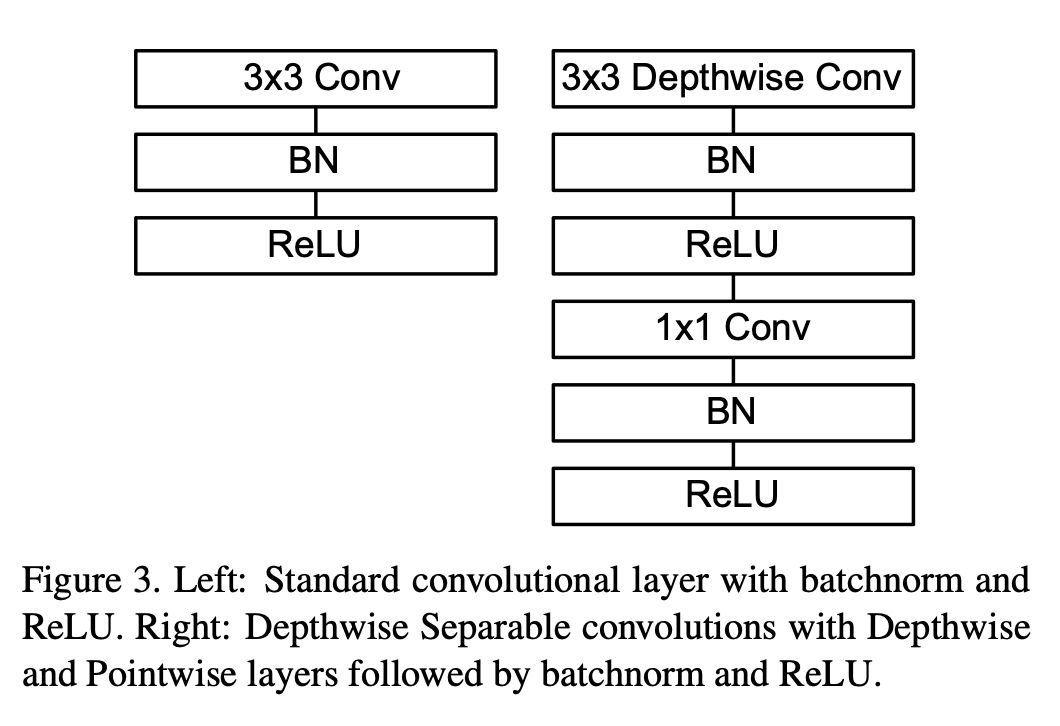 3x3 Conv
BN
ReLU
3x3 Depthwise Conv
BN
ReLU
1x1 Conv
BN
ReLU
Figure 3. Left: Standard convolutional layer with batchnorm and
ReLU. Right: Depthwise Separable convolutions with Depthwise
and Pointwise layers followed by batchnorm and ReLU.